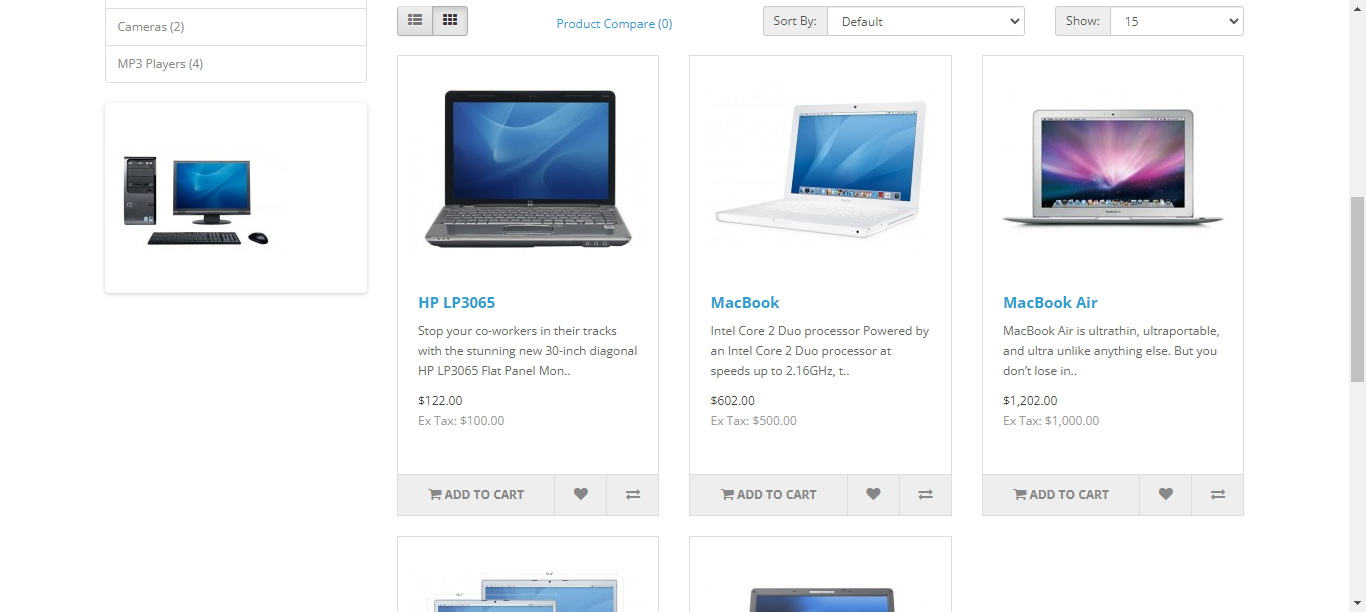 Cameras (2)
MP3 Players (4)
Product Compare (0)
Sort By: Default
Show: 15
HP LP3065
Stop your co-workers in their tracks
with the stunning new 30-inch diagonal
HP LP3065 Flat Panel Mon..
$122.00
Ex Tax: $100.00
ADD TO CART
MacBook
Intel Core 2 Duo processor Powered by
an Intel Core 2 Duo processor at
speeds up to 2.16GHz, t..
$602.00
Ex Tax: $500.00
ADD TO CART
MacBook Air
MacBook Air is ultrathin, ultraportable,
and ultra unlike anything else. But you
don’t lose in..
$1,202.00
Ex Tax: $1,000.00
ADD TO CART